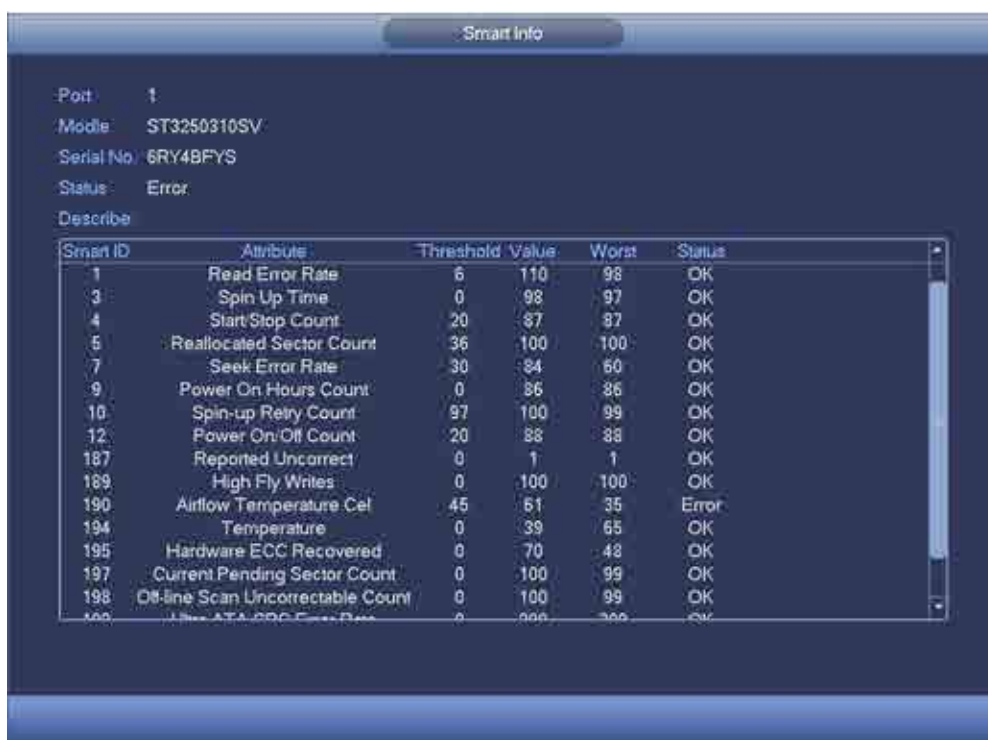 Smart Info
Port 1
Modle ST3250310SV
Serial No. 6RY4BFYS
Status Error
Describe
Smart ID Attribute Threshold Value Worst Status
1 Read Error Rate 6 110 98 OK
3 Spin Up Time 0 98 97 OK
4 Start/Stop Count 20 87 87 OK
5 Reallocated Sector Count 36 100 100 OK
7 Seek Error Rate 30 84 60 OK
9 Power On Hours Count 0 86 86 OK
10 Spin-up Retry Count 97 100 99 OK
12 Power On/Off Count 20 88 88 OK
187 Reported Uncorrect 0 1 1 OK
189 High Fly Writes 0 100 100 OK
190 Airflow Temperature Cel 45 61 35 Error
194 Temperature 0 39 65 OK
195 Hardware ECC Recovered 0 70 48 OK
197 Current Pending Sector Count 0 100 99 OK
198 Off-line Scan Uncorrectable Count 0 100 99 OK
Ultra ATA CRC Error Rate